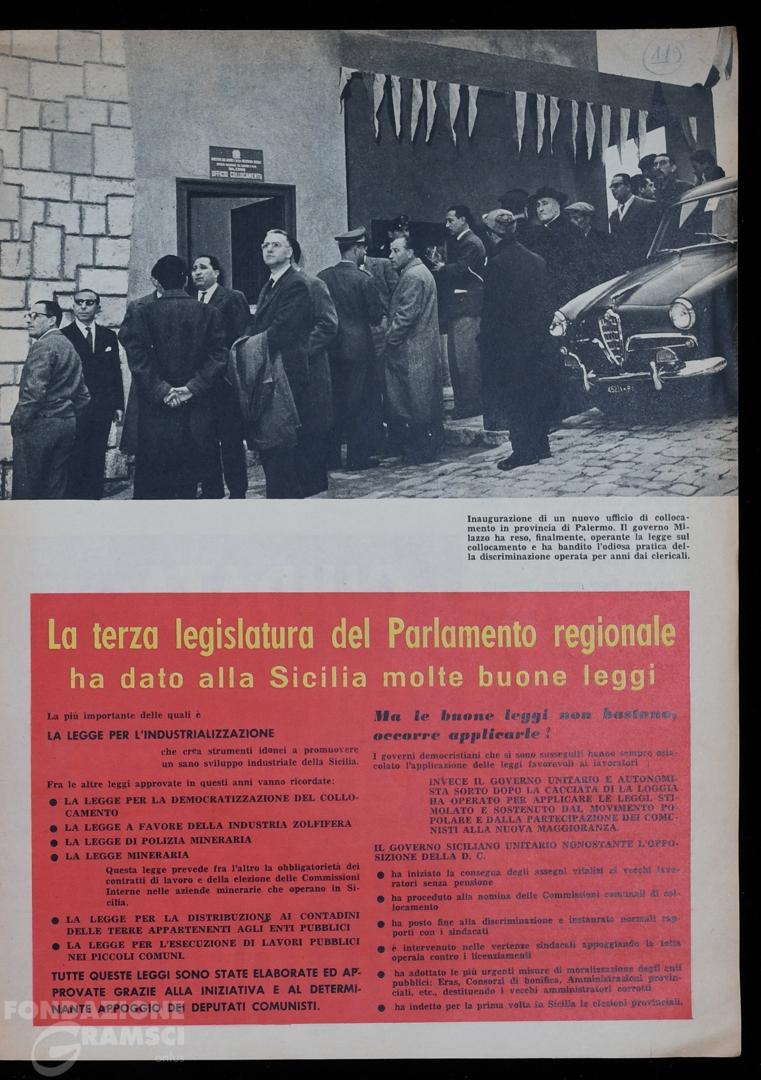 119
UFFICIO COLLOCAMENTO
Inaugurazione di un nuovo ufficio di colloca-
mento in provincia di Palermo. Il governo Mi-
lazzo ha reso, finalmente, operante la legge sul
collocamento e ha bandito l'odiosa pratica del-
la discriminazione operata per anni dai clericali.
La terza legislatura del Parlamento regionale
ha dato alla Sicilia molte buone leggi
La più importante delle quali è
LA LEGGE PER L'INDUSTRIALIZZAZIONE
che crea strumenti idonei a promuovere
un sano sviluppo industriale della Sicilia.
Fra le altre leggi approvate in questi anni vanno ricordate:
● LA LEGGE PER LA DEMOCRATIZZAZIONE DEL COLLO-
CAMENTO
● LA LEGGE A FAVORE DELLA INDUSTRIA ZOLFIFERA
● LA LEGGE DI POLIZIA MINERARIA
● LA LEGGE MINERARIA
Questa legge prevede fra l'altro la obbligatorietà dei
contratti di lavoro e della elezione delle Commissioni
Interne nelle aziende minerarie che operano in Si-
cilia.
● LA LEGGE PER LA DISTRIBUZIONE AI CONTADINI
DELLE TERRE APPARTENENTI AGLI ENTI PUBBLICI
● LA LEGGE PER L'ESECUZIONE DI LAVORI PUBBLICI
NEI PICCOLI COMUNI.
TUTTE QUESTE LEGGI SONO STATE ELABORATE ED AP-
PROVATE GRAZIE ALLA INIZIATIVA E AL DETERMI-
NANTE APPOGGIO DEI DEPUTATI COMUNISTI.
Ma le buone leggi non bastano,
occorre applicarle!
I governi democristiani che si sono susseguiti hanno sempre osta-
colato l'applicazione delle leggi favorevoli ai lavoratori
INVECE IL GOVERNO UNITARIO E AUTONOMI-
STA SORTO DOPO LA CACCIATA DI LA LOGGIA
HA OPERATO PER APPLICARE LE LEGGI, STI-
MOLATO E SOSTENUTO DAL MOVIMENTO PO-
POLARE E DALLA PARTECIPAZIONE DEI COMU-
NISTI ALLA NUOVA MAGGIORANZA.
IL GOVERNO SICILIANO UNITARIO NONOSTANTE L'OPPO-
SIZIONE DELLA D. C.
● ha iniziato la consegna degli assegni vitalizi ai vecchi lavo-
ratori senza pensione
● ha proceduto alla nomina delle Commissioni comunali di col-
locamento
● ha posto fine alla discriminazione e instaurato normali rap-
porti con i sindacati
● è intervenuto nelle vertenze sindacali appoggiando la lotta
operaia contro i licenziamenti
● ha adottato le più urgenti misure di moralizzazione degli enti
pubblici: Eras, Consorzi di bonifica, Amministrazioni provin-
ciali, etc., destituendo i vecchi amministratori corrotti
● ha indetto per la prima volta in Sicilia le elezioni provinciali.
FONDAZIONE
GRAMSCI
onlus